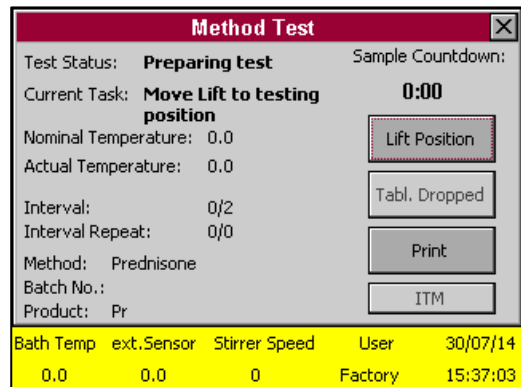 Method Test
Test Status: Preparing test
Sample Countdown:
Current Task: Move Lift to testing
position
0:00
Nominal Temperature: 0.0
Lift Position
Actual Temperature: 0.0
Tabl. Dropped
Interval: 0/2
Interval Repeat: 0/0
Print
Method: Prednisone
Batch No.:
ITM
Product: Pr
Bath Temp ext.Sensor Stirrer Speed User 30/07/14
0.0 0.0 0 Factory 15:37:03